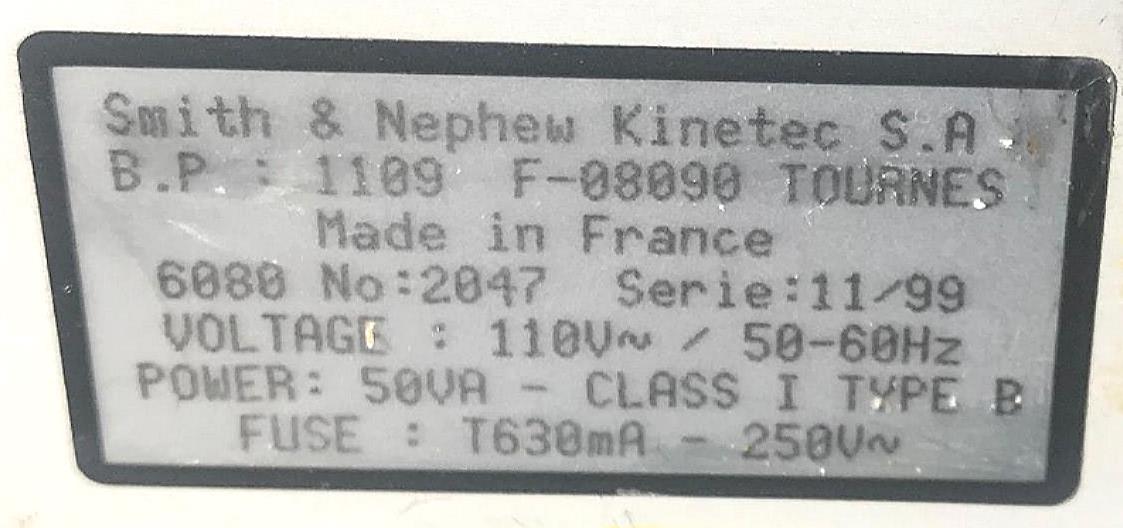 Smith & Nephew Kinetec S.A.
B.P. : 1109 F-08090 TOURNES
Made in France
6080 No:2047 Serie:11/99
VOLTAGE : 110V~ / 50-60Hz
POWER: 50VA - CLASS I TYPE B
FUSE : T630mA - 250V~